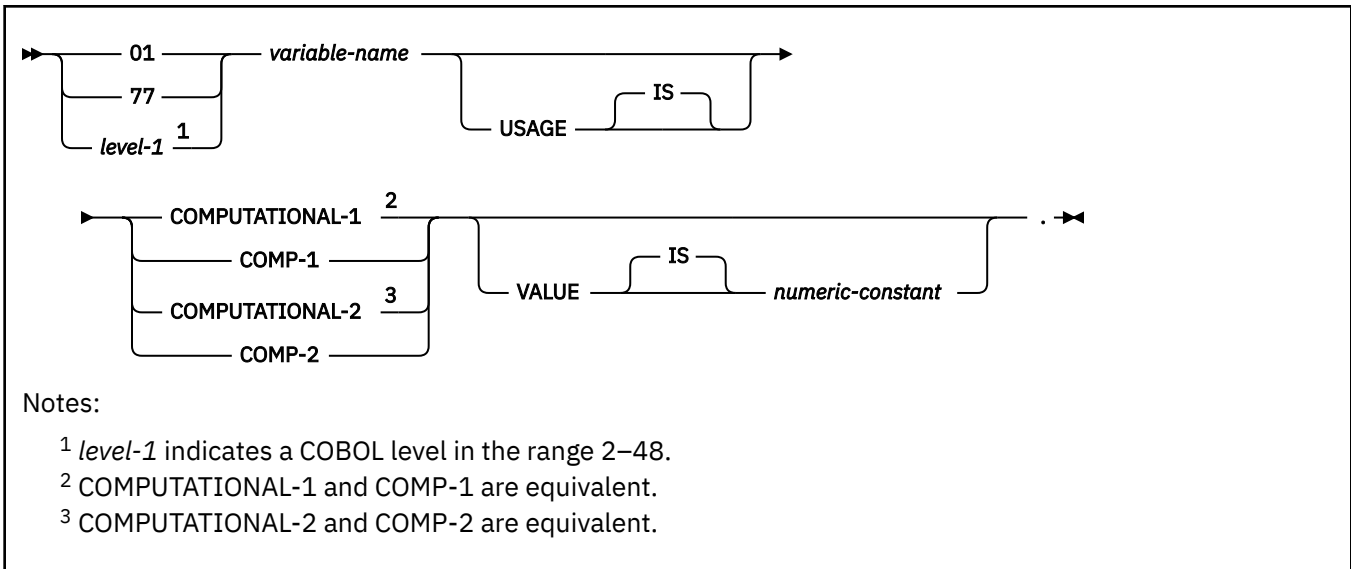 01 variable-name
77
IS
USAGE
level-1 1
COMPUTATIONAL-1 2
COMP-1
IS
VALUE numeric-constant .
COMPUTATIONAL-2 3
COMP-2
Notes:
1 level-1 indicates a COBOL level in the range 2–48.
2 COMPUTATIONAL-1 and COMP-1 are equivalent.
3 COMPUTATIONAL-2 and COMP-2 are equivalent.